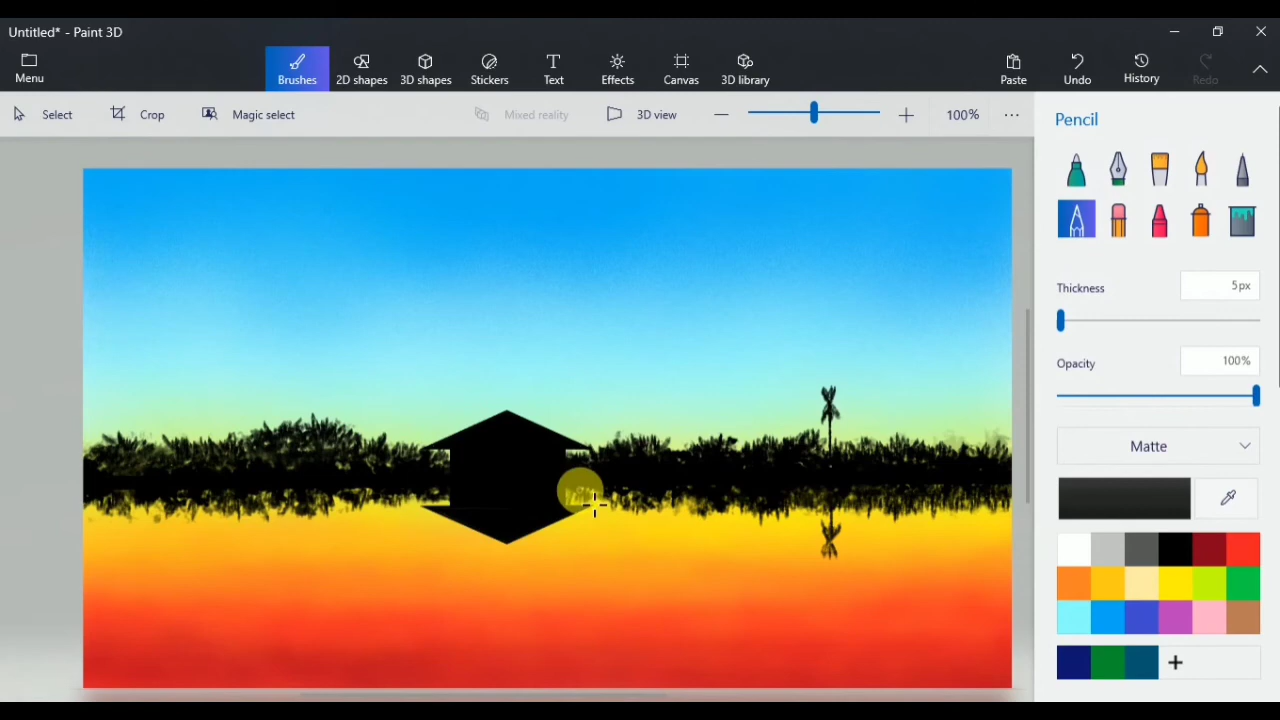 Untitled* - Paint 3D
Menu
Brushes
2D shapes
3D shapes
Stickers
Text
Effects
Canvas
3D library
Paste
Undo
History
Redo
Select
Crop
Magic select
Mixed reality
3D view
100%
Pencil
Thickness
5px
Opacity
100%
Matte